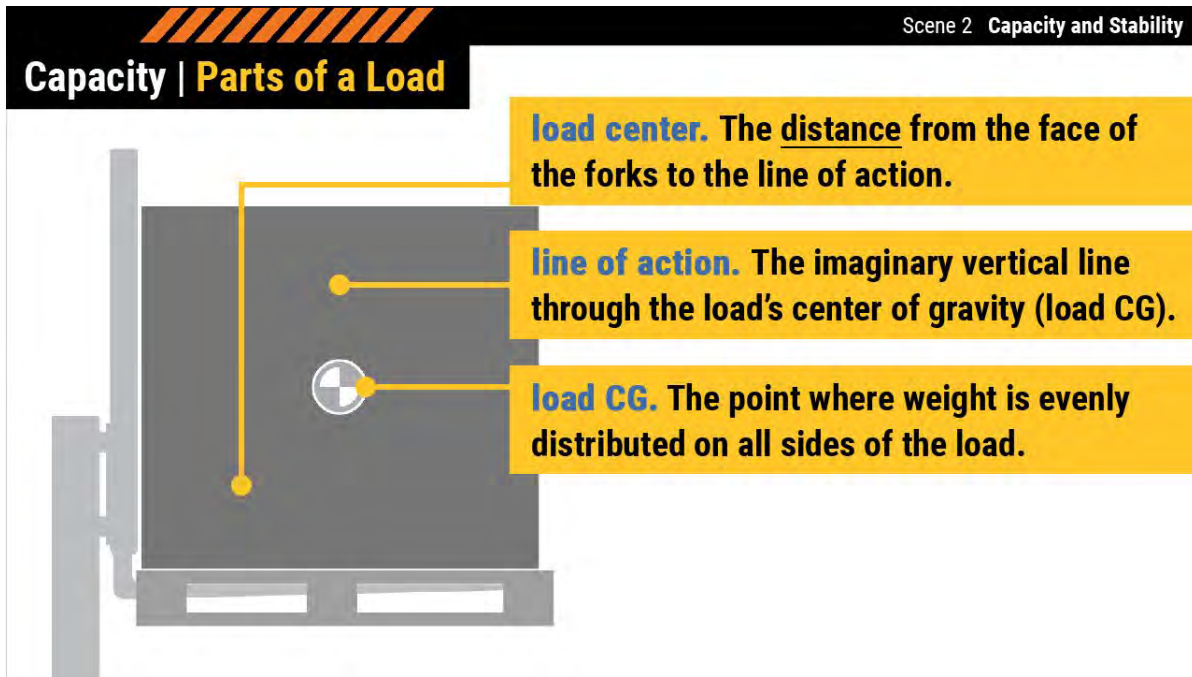 Scene 2 Capacity and Stability
Capacity | Parts of a Load
load center. The distance from the face of
the forks to the line of action.
line of action. The imaginary vertical line
through the load’s center of gravity (load CG).
load CG. The point where weight is evenly
distributed on all sides of the load.